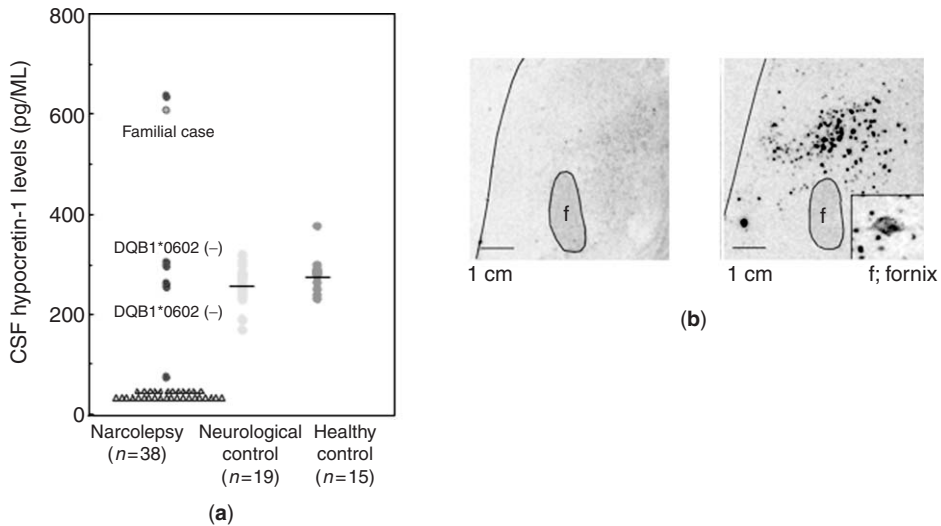 (a)
800
600
400
200
0
CSF hypocretin-1 levels (pg/ML)
Familial case
DQB1*0602 (–)
DQB1*0602 (–)
Narcolepsy
(n=38)
Neurological
control
(n=19)
Healthy
control
(n=15)
(a)
(b)
f
1 cm
f
1 cm
f; fornix
(b)